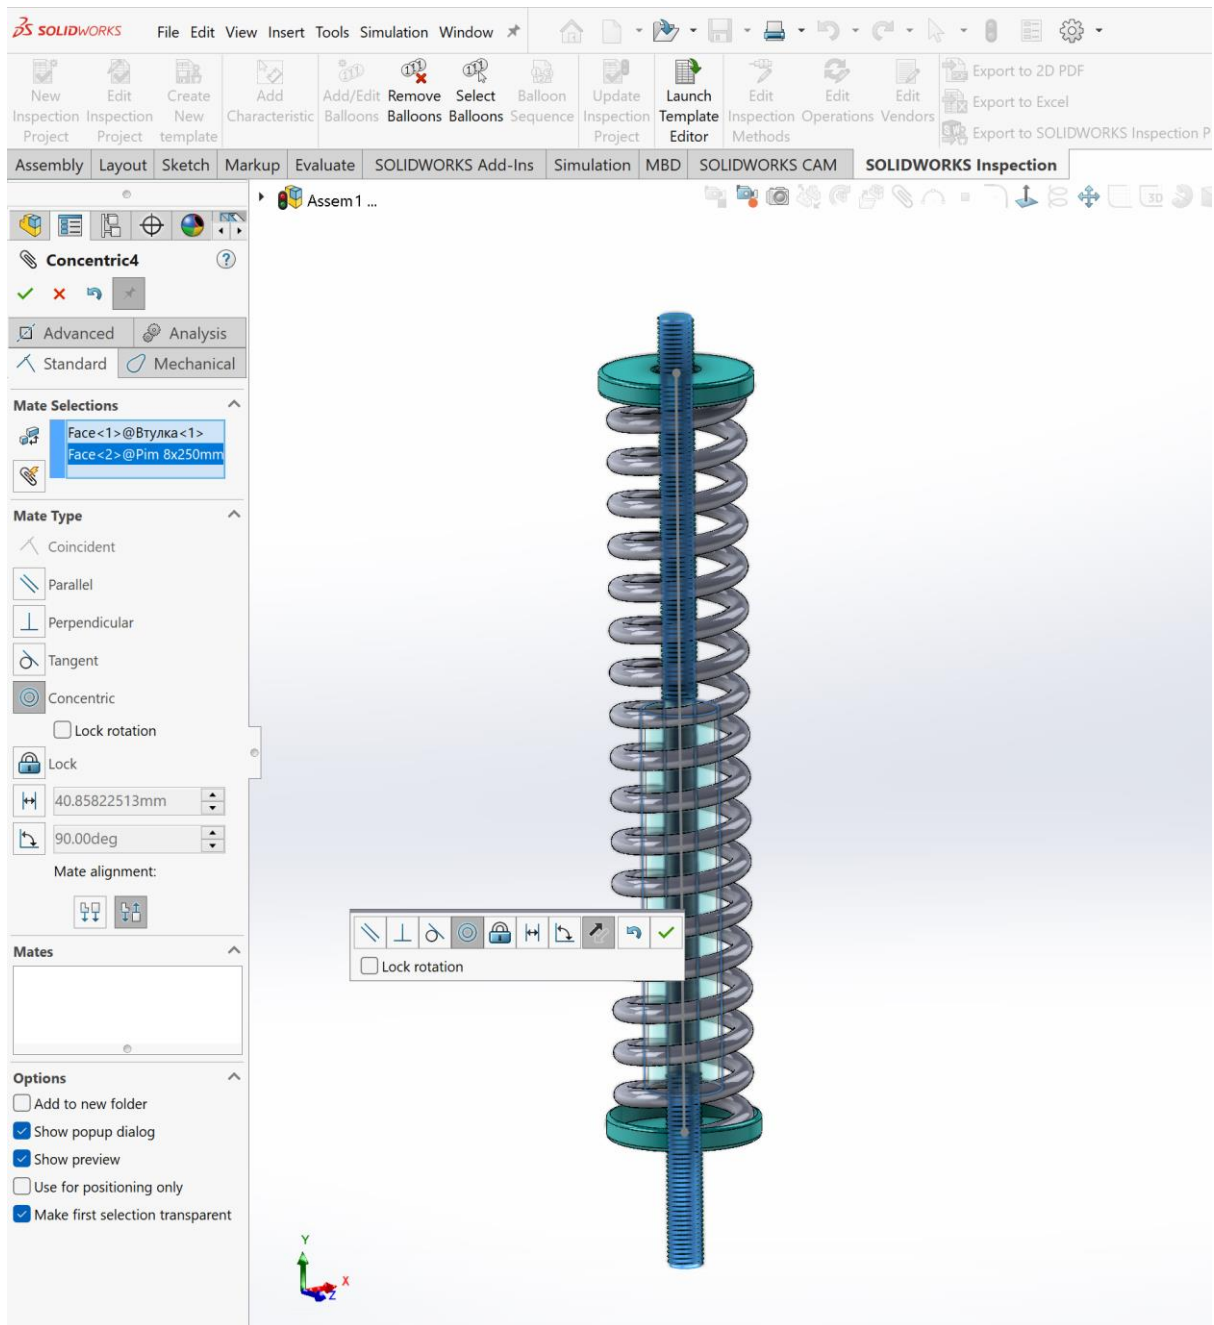 SOLIDWORKS File Edit View Insert Tools Simulation Window
New Inspection Project
Edit Inspection Project
Create New template
Add Characteristic
Add/Edit Balloons
Remove Balloons
Select Balloons
Balloon Sequence
Update Inspection Project
Launch Template Editor
Edit Inspection Methods
Edit Operations
Edit Vendors
Export to 2D PDF
Export to Excel
Export to SOLIDWORKS Inspection P
Assembly Layout Sketch Markup Evaluate SOLIDWORKS Add-Ins Simulation MBD SOLIDWORKS CAM SOLIDWORKS Inspection
Assem1 ...
Concentric4
Advanced Analysis
Standard Mechanical
Mate Selections
Face<1>@Втулка<1>
Face<2>@Pim 8x250mm
Mate Type
Coincident
Parallel
Perpendicular
Tangent
Concentric
Lock rotation
Lock
40.85822513mm
90.00deg
Mate alignment:
Lock rotation
Mates
Options
Add to new folder
Show popup dialog
Show preview
Use for positioning only
Make first selection transparent
Y
X
Z